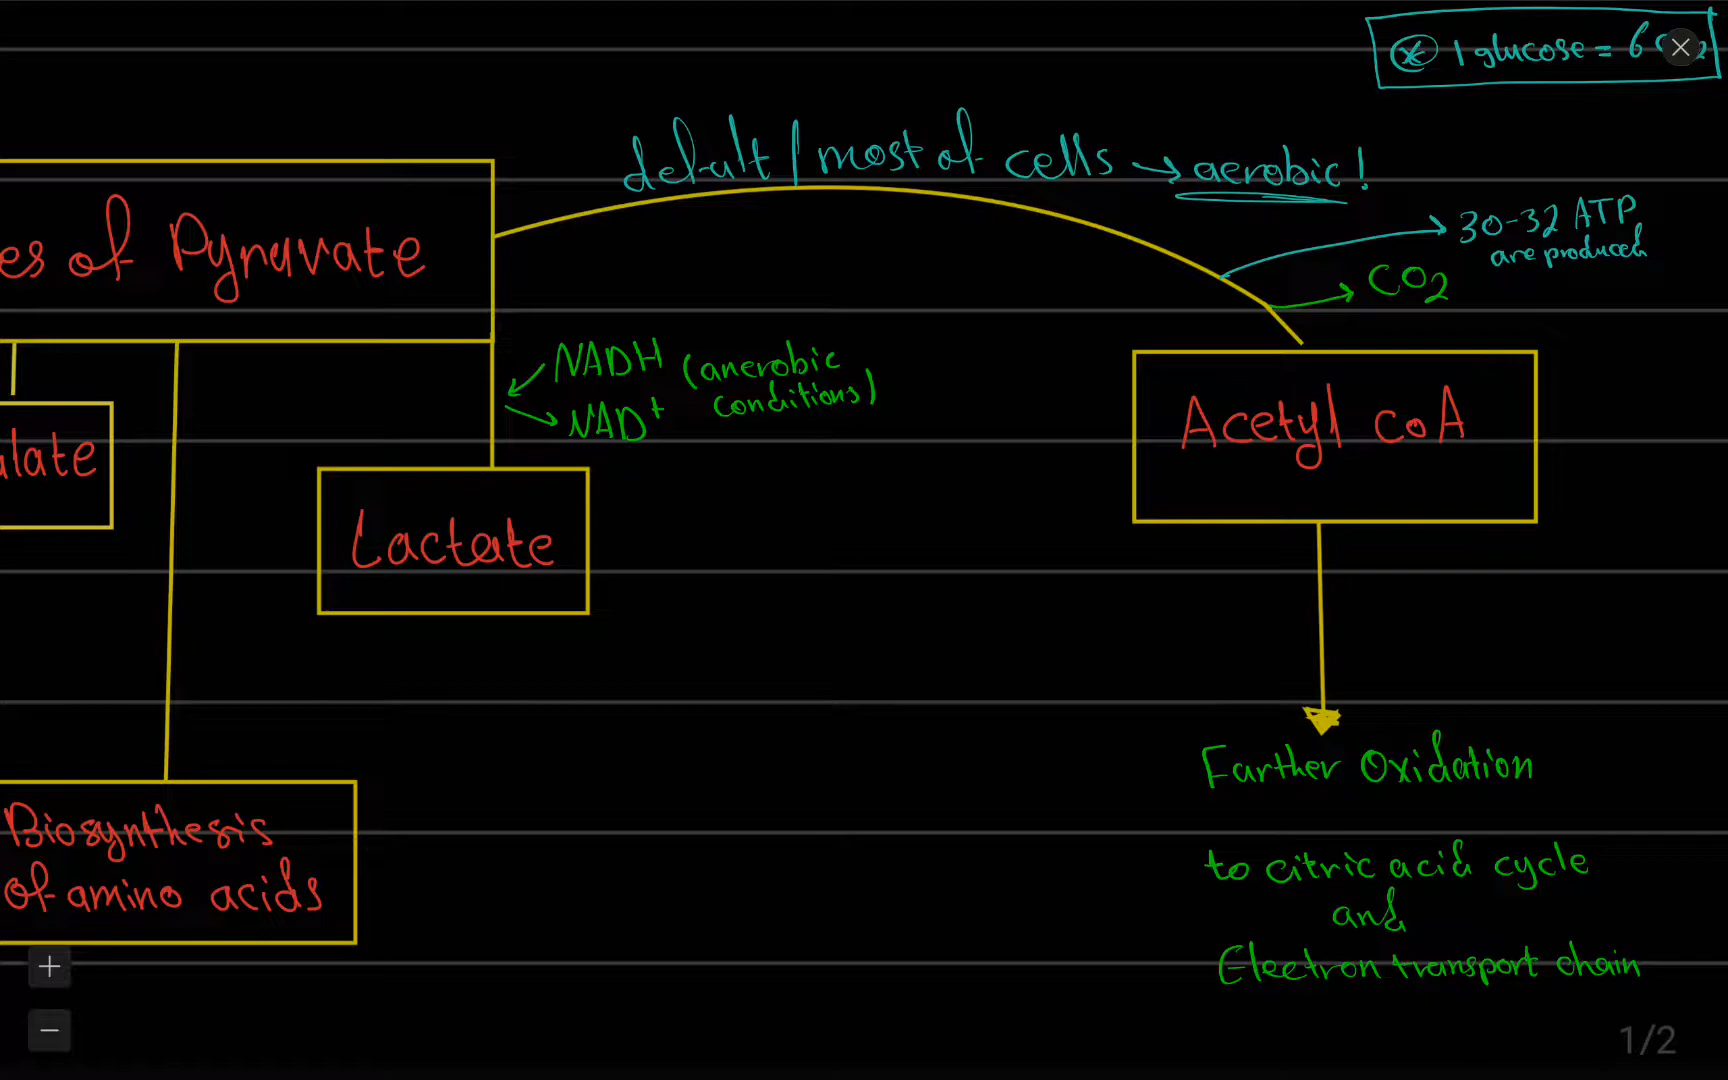 1 glucose = 6
defult / most of cells → aerobic!
30-32 ATP
are produced
CO2
es of Pyruvate
NADH (anerobic
conditions)
NAD+
Acetyl coA
late
Lactate
Farther Oxidation
Biosynthesis
of amino acids
to citric acid cycle
and
Electron transport chain
1/2